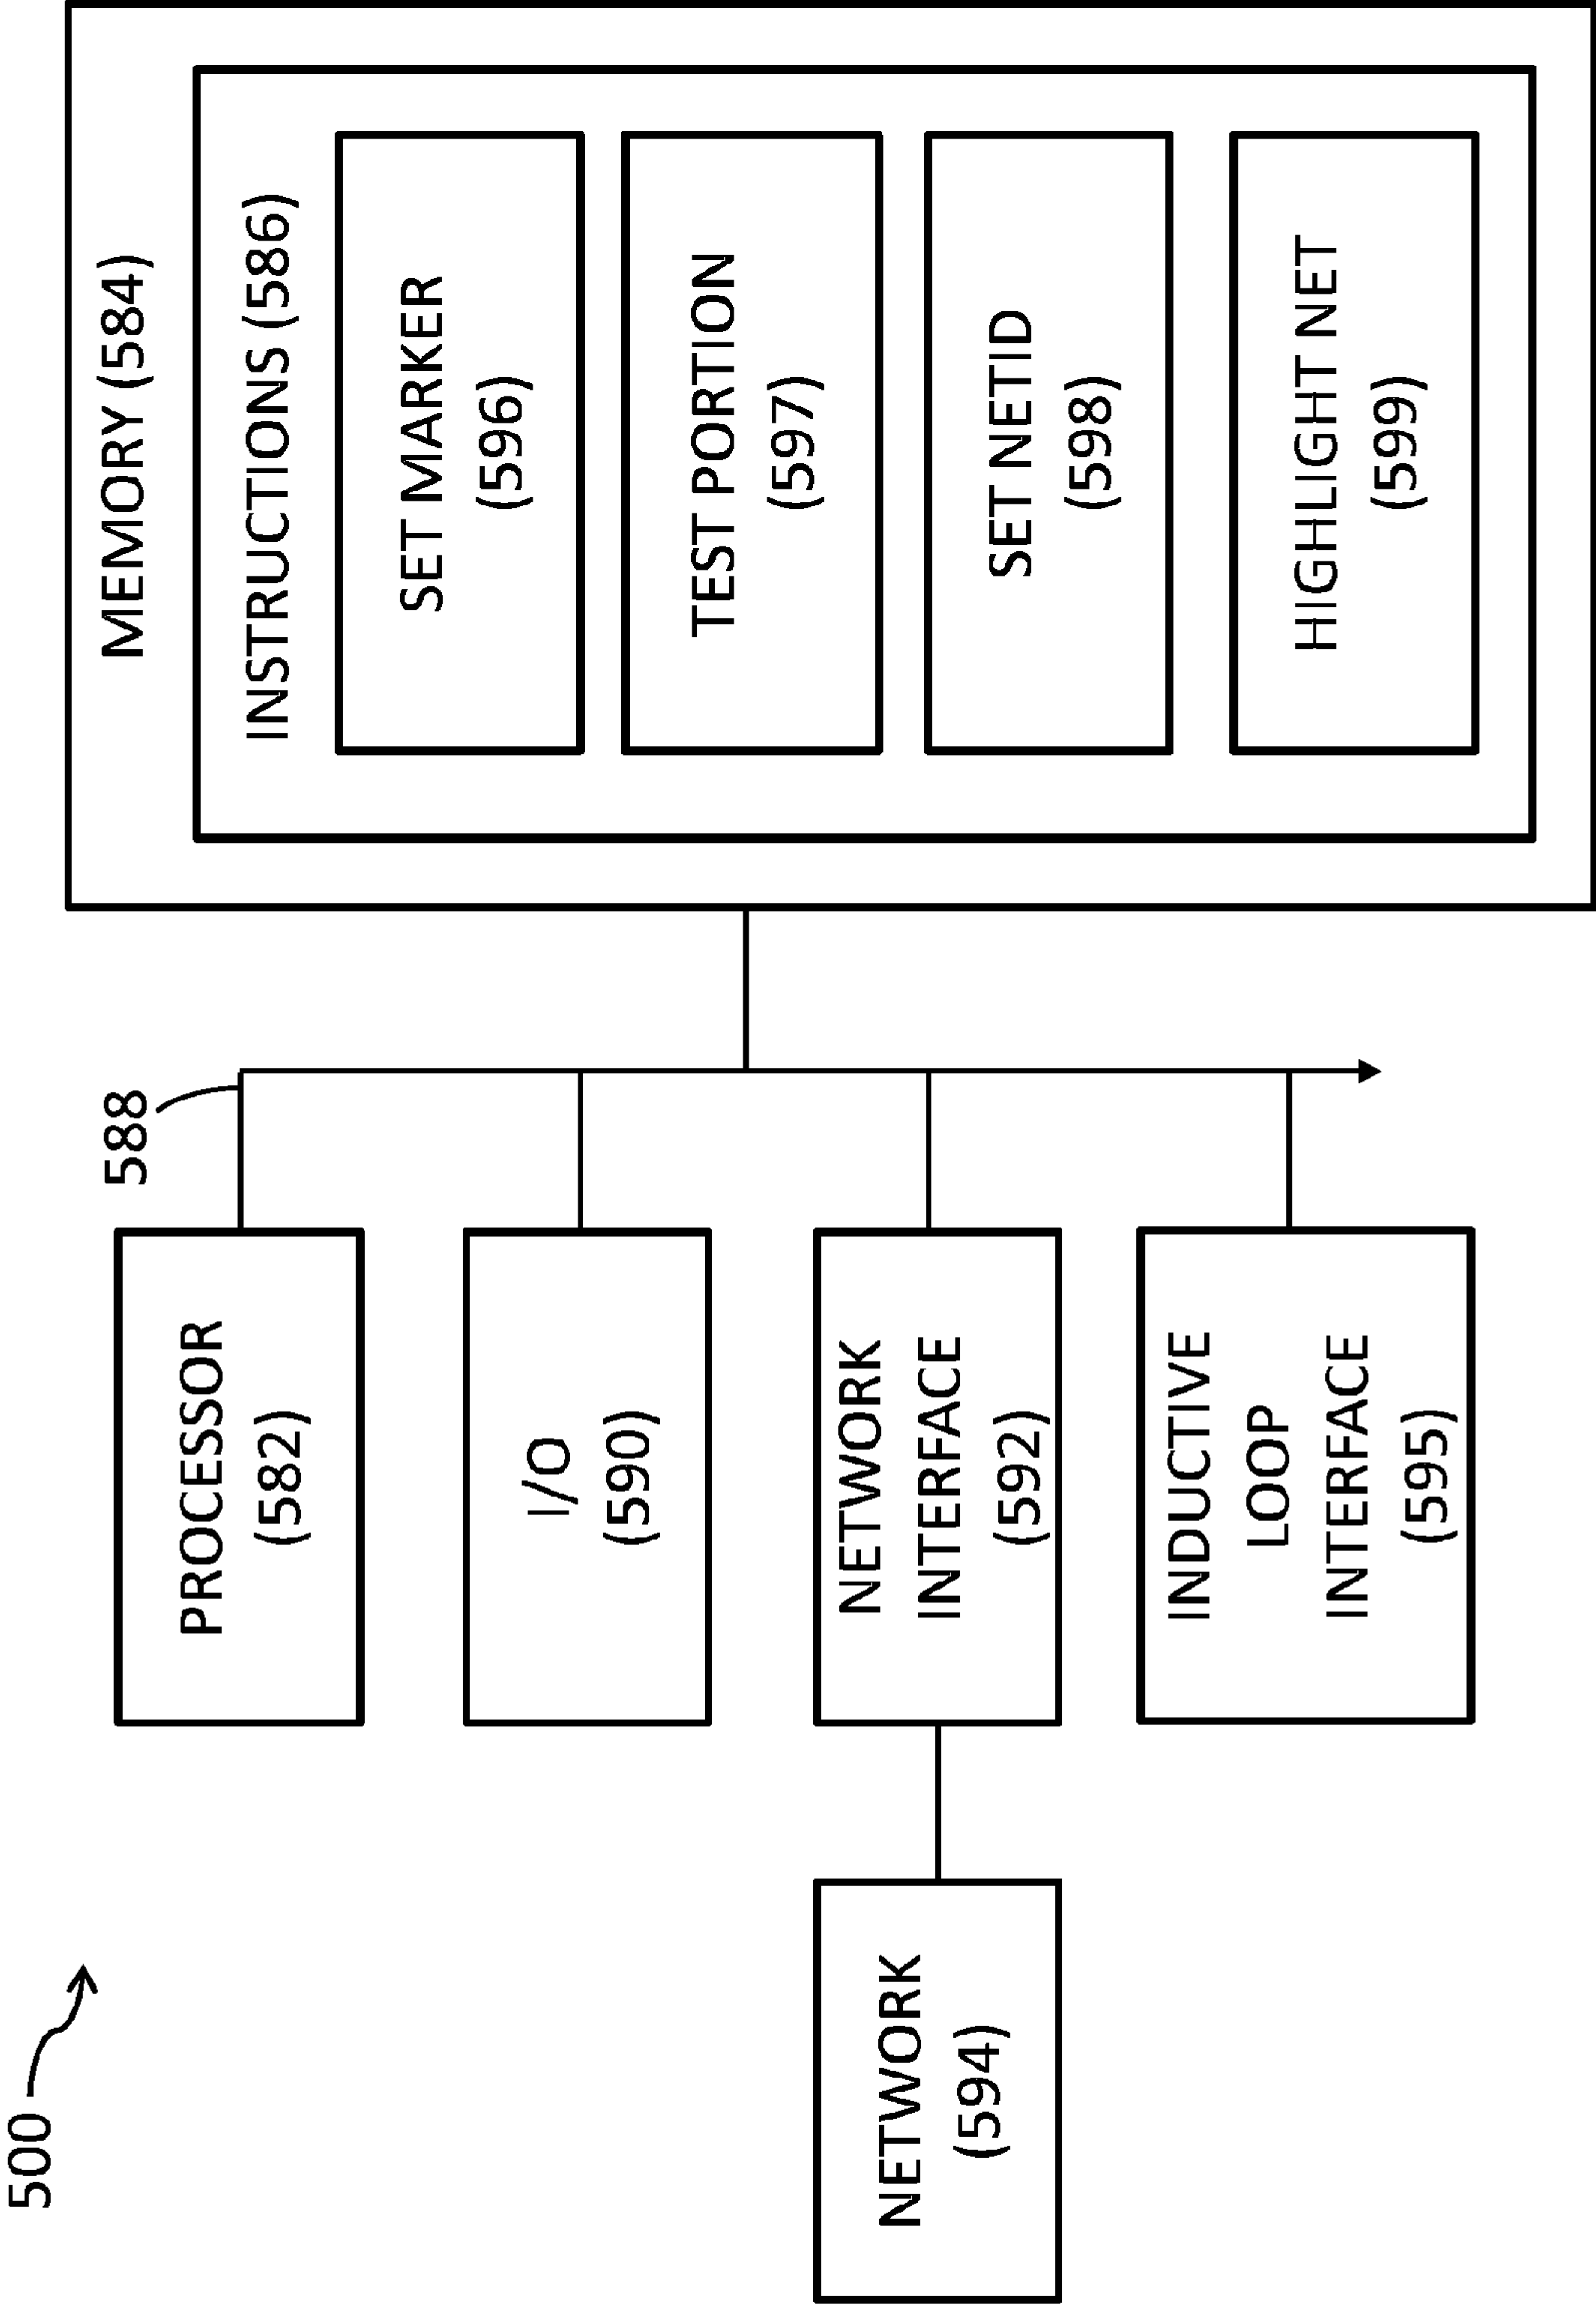 500
588
PROCESSOR
(582)
I/O
(590)
NETWORK
INTERFACE
(592)
NETWORK
(594)
INDUCTIVE
LOOP
INTERFACE
(595)
MEMORY (584)
INSTRUCTIONS (586)
SET MARKER
(596)
TEST PORTION
(597)
SET NETID
(598)
HIGHLIGHT NET
(599)